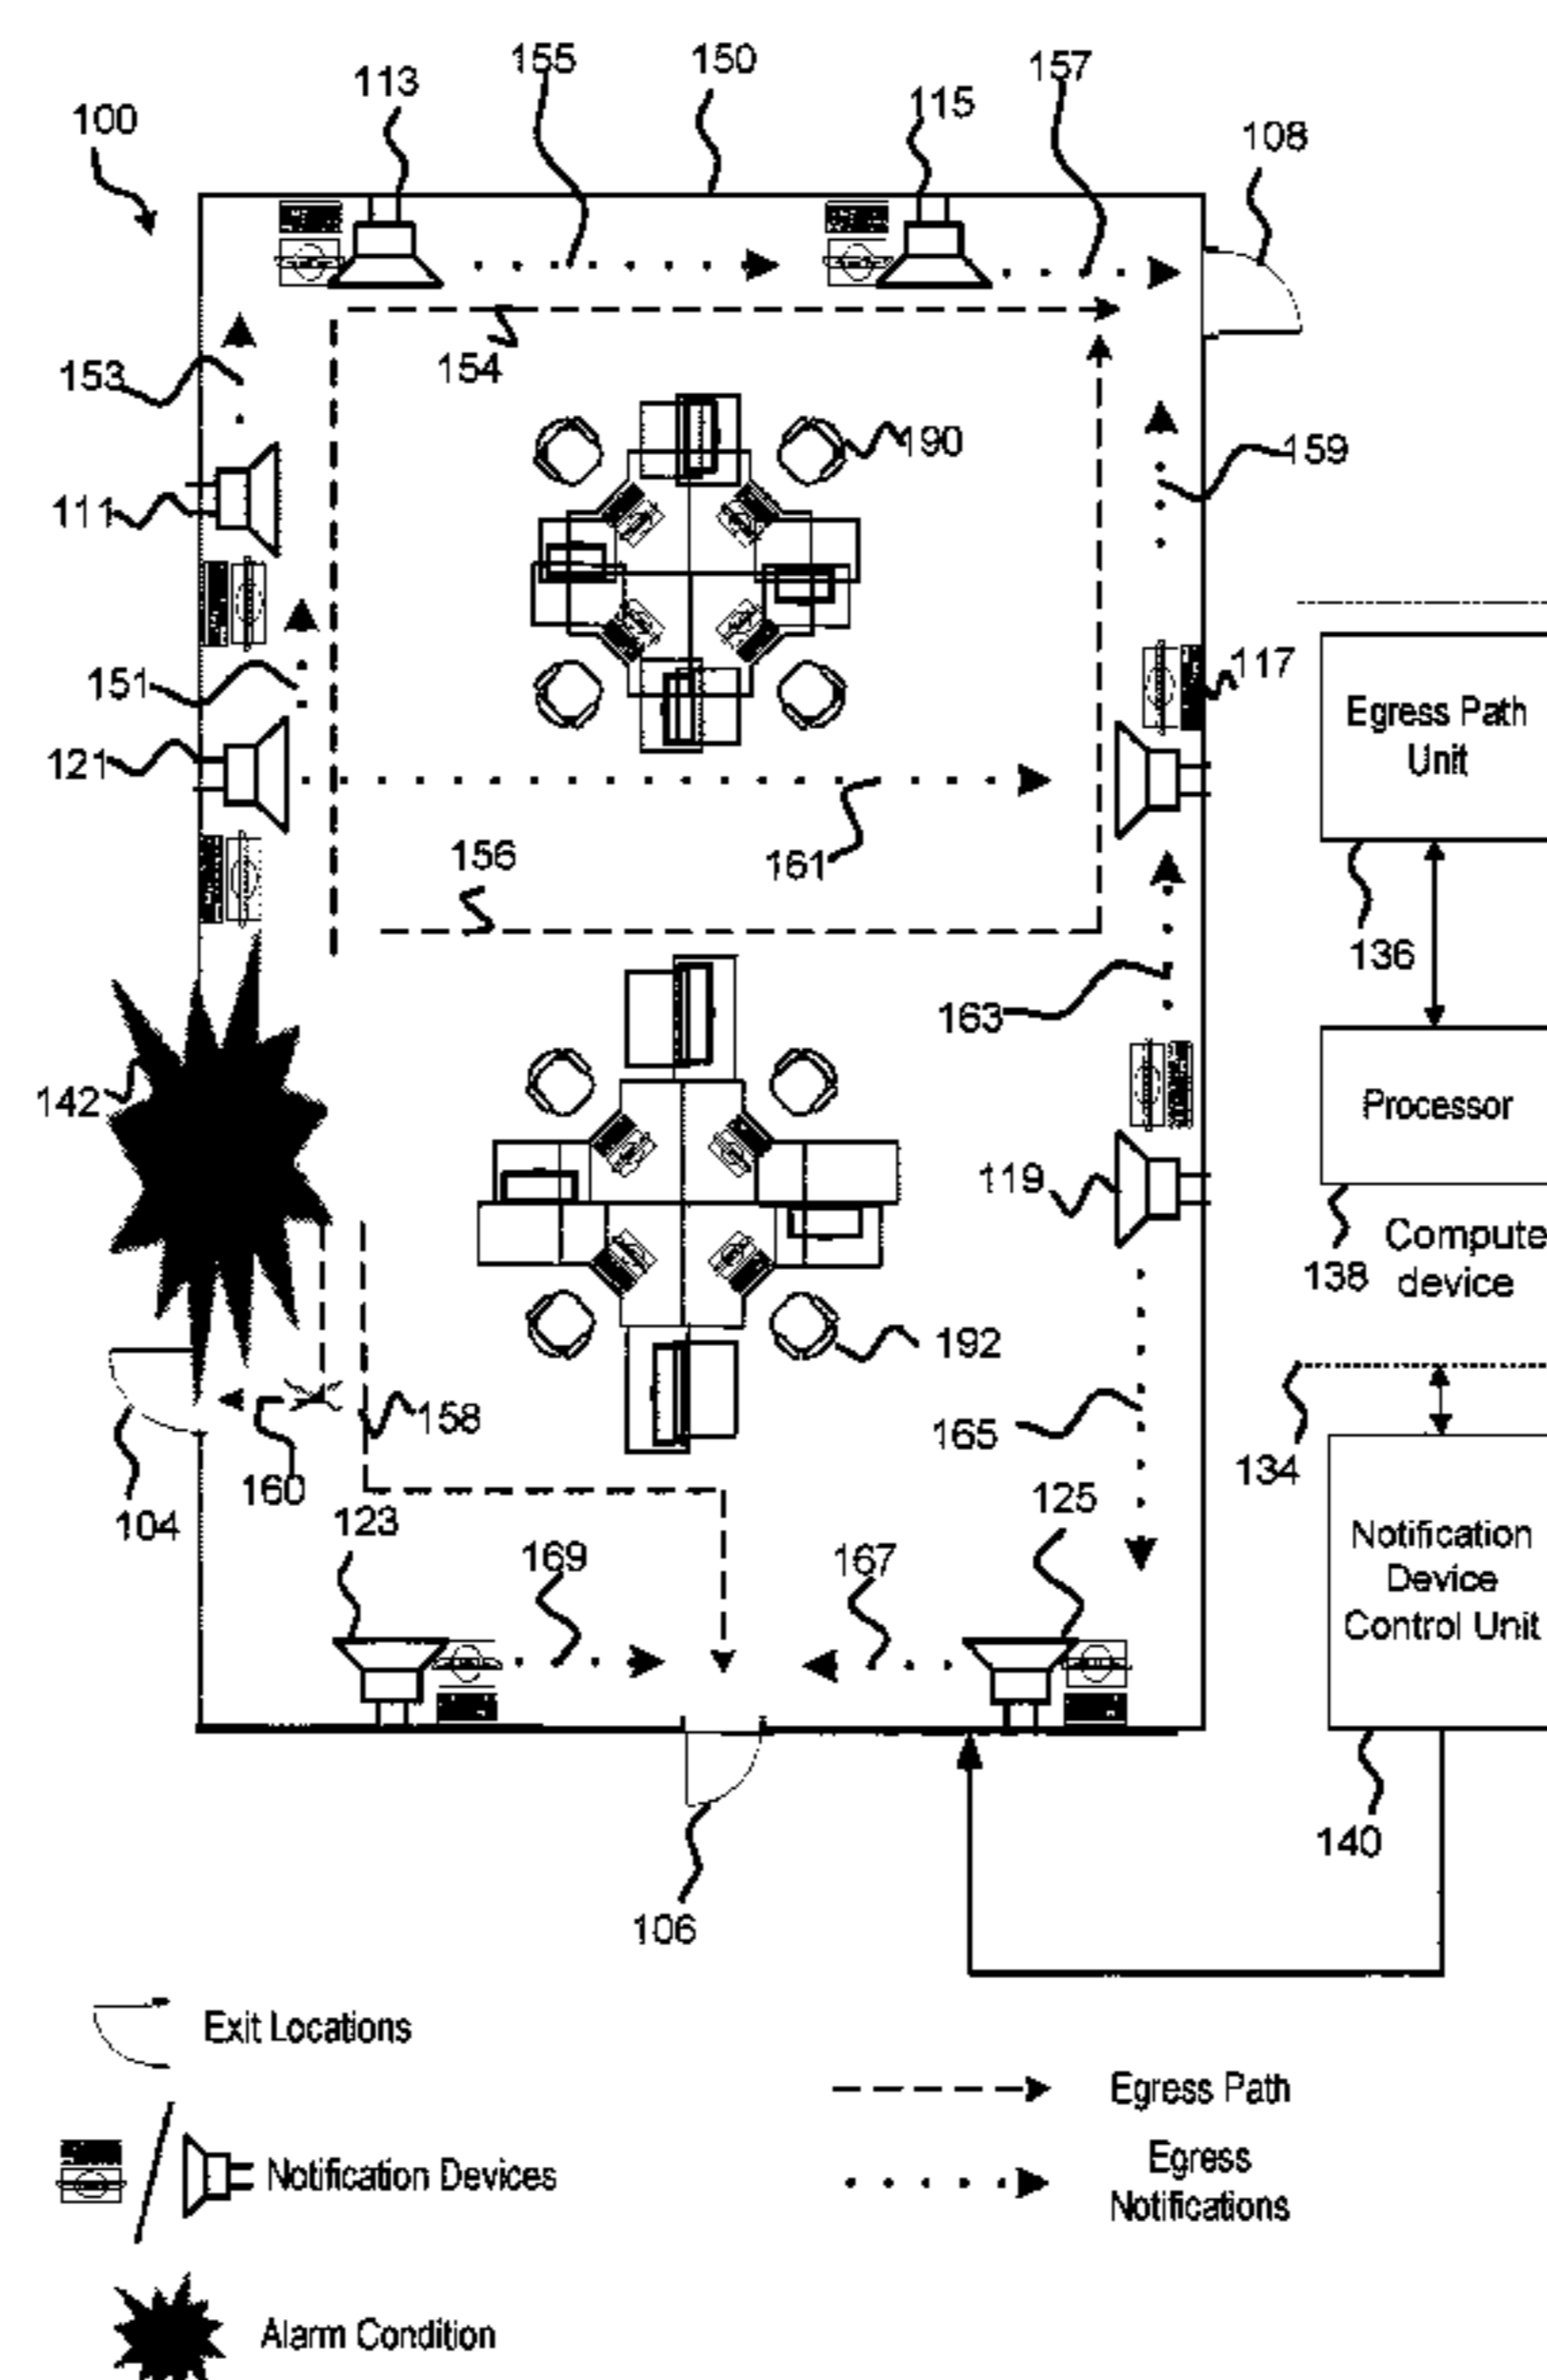 155
150
157
113
115
100
108
153
154
190
159
111
151
117
Egress Path
Unit
121
156
161
136
163
142
Processor
119
Compute
138
device
192
158
165
134
160
104
123
125
169
167
Notification
Device
Control Unit
140
106
Exit Locations
Egress Path
Egress
Notifications
Notification Devices
Alarm Condition